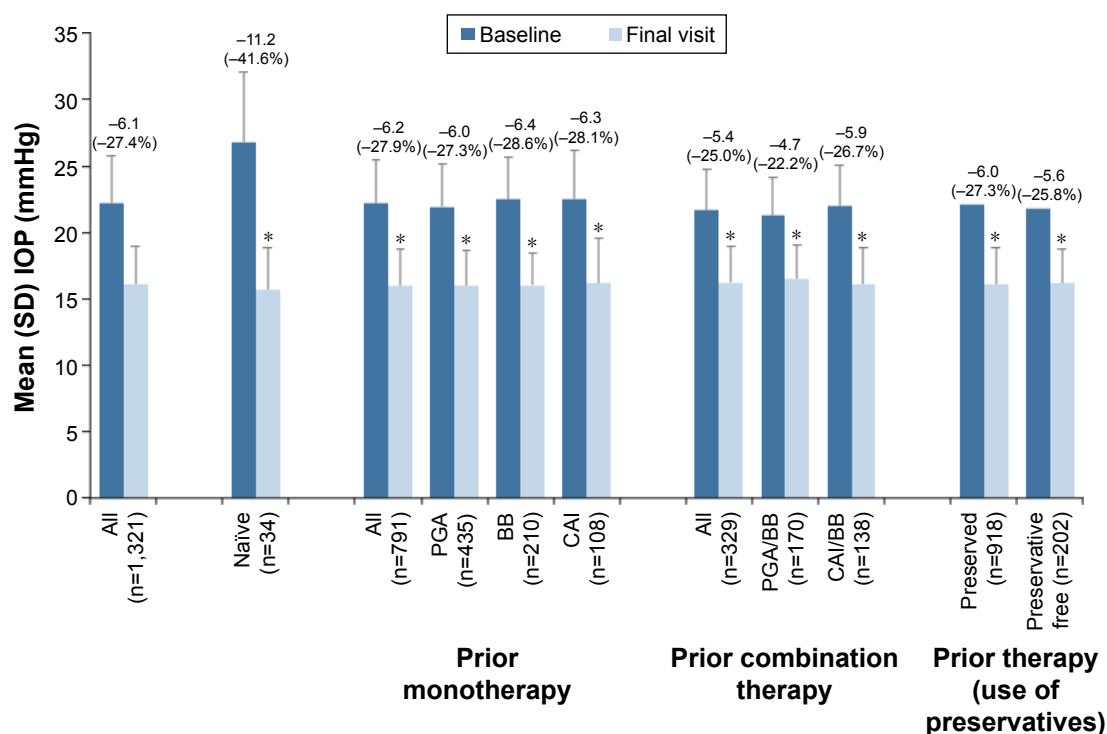 Baseline
Final visit
Mean (SD) IOP (mmHg)
35
30
25
20
15
10
5
0
–6.1
(–27.4%)
–11.2
(–41.6%)
*
–6.2
(–27.9%)
*
–6.0
(–27.3%)
*
–6.4
(–28.6%)
*
–6.3
(–28.1%)
*
–5.4
(–25.0%)
*
–4.7
(–22.2%)
*
–5.9
(–26.7%)
*
–6.0
(–27.3%)
*
–5.6
(–25.8%)
*
All
(n=1,321)
Naïve
(n=34)
All
(n=791)
PGA
(n=435)
BB
(n=210)
CAI
(n=108)
All
(n=329)
PGA/BB
(n=170)
CAI/BB
(n=138)
Preserved
(n=918)
Preservative
free (n=202)
Prior
monotherapy
Prior combination
therapy
Prior therapy
(use of
preservatives)